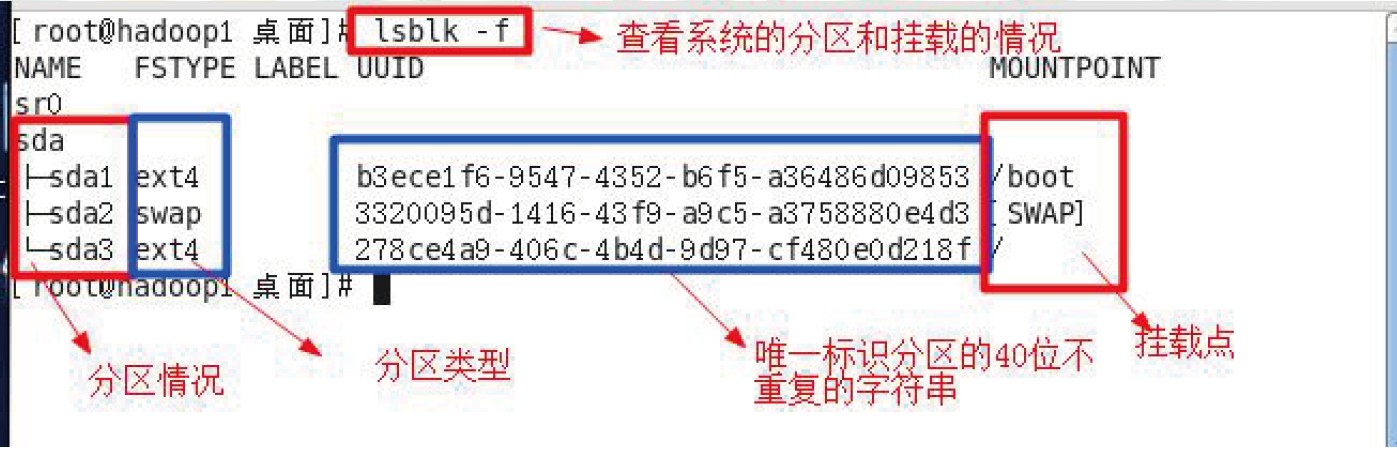 [root@hadoop1 桌面]# lsblk -f 查看系统的分区和挂载的情况
NAME FSTYPE LABEL UUID MOUNTPOINT
sr0
sda
├─sda1 ext4 b3ece1f6-9547-4352-b6f5-a36486d09853 /boot
├─sda2 swap 3320095d-1416-43f9-a9c5-a3758880e4d3 [SWAP]
└─sda3 ext4 278ce4a9-406c-4b4d-9d97-cf480e0d218f /
[root@hadoop1 桌面]#
分区情况
分区类型
唯一标识分区的40位不
重复的字符串
挂载点